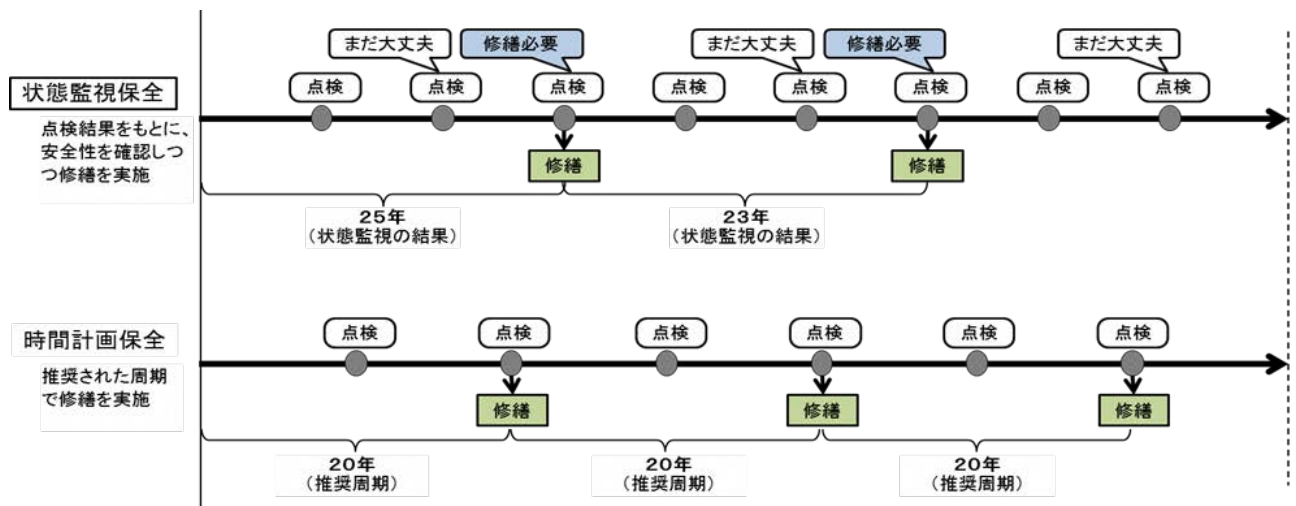 まだ大丈夫
修繕必要
まだ大丈夫
修繕必要
まだ大丈夫
状態監視保全
点検
点検
点検
点検
点検
点検
点検
点検
点検結果をもとに、
安全性を確認しつ
つ修繕を実施
修繕
修繕
25年
(状態監視の結果)
23年
(状態監視の結果)
時間計画保全
点検
点検
点検
点検
点検
点検
推奨された周期
で修繕を実施
修繕
修繕
修繕
20年
(推奨周期)
20年
(推奨周期)
20年
(推奨周期)